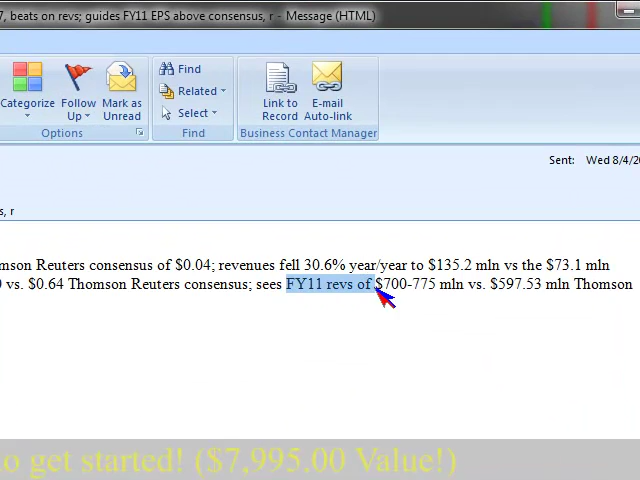 7, beats on revs; guides FY11 EPS above consensus, r - Message (HTML)
Categorize
Follow Up
Mark as Unread
Options
Find
Related
Select
Find
Link to Record
E-mail Auto-link
Business Contact Manager
Sent: Wed 8/4/2
s, r
mson Reuters consensus of $0.04; revenues fell 30.6% year/year to $135.2 mln vs the $73.1 mln
vs. $0.64 Thomson Reuters consensus; sees FY11 revs of $700-775 mln vs. $597.53 mln Thomson
o get started! ($7,995.00 Value!)